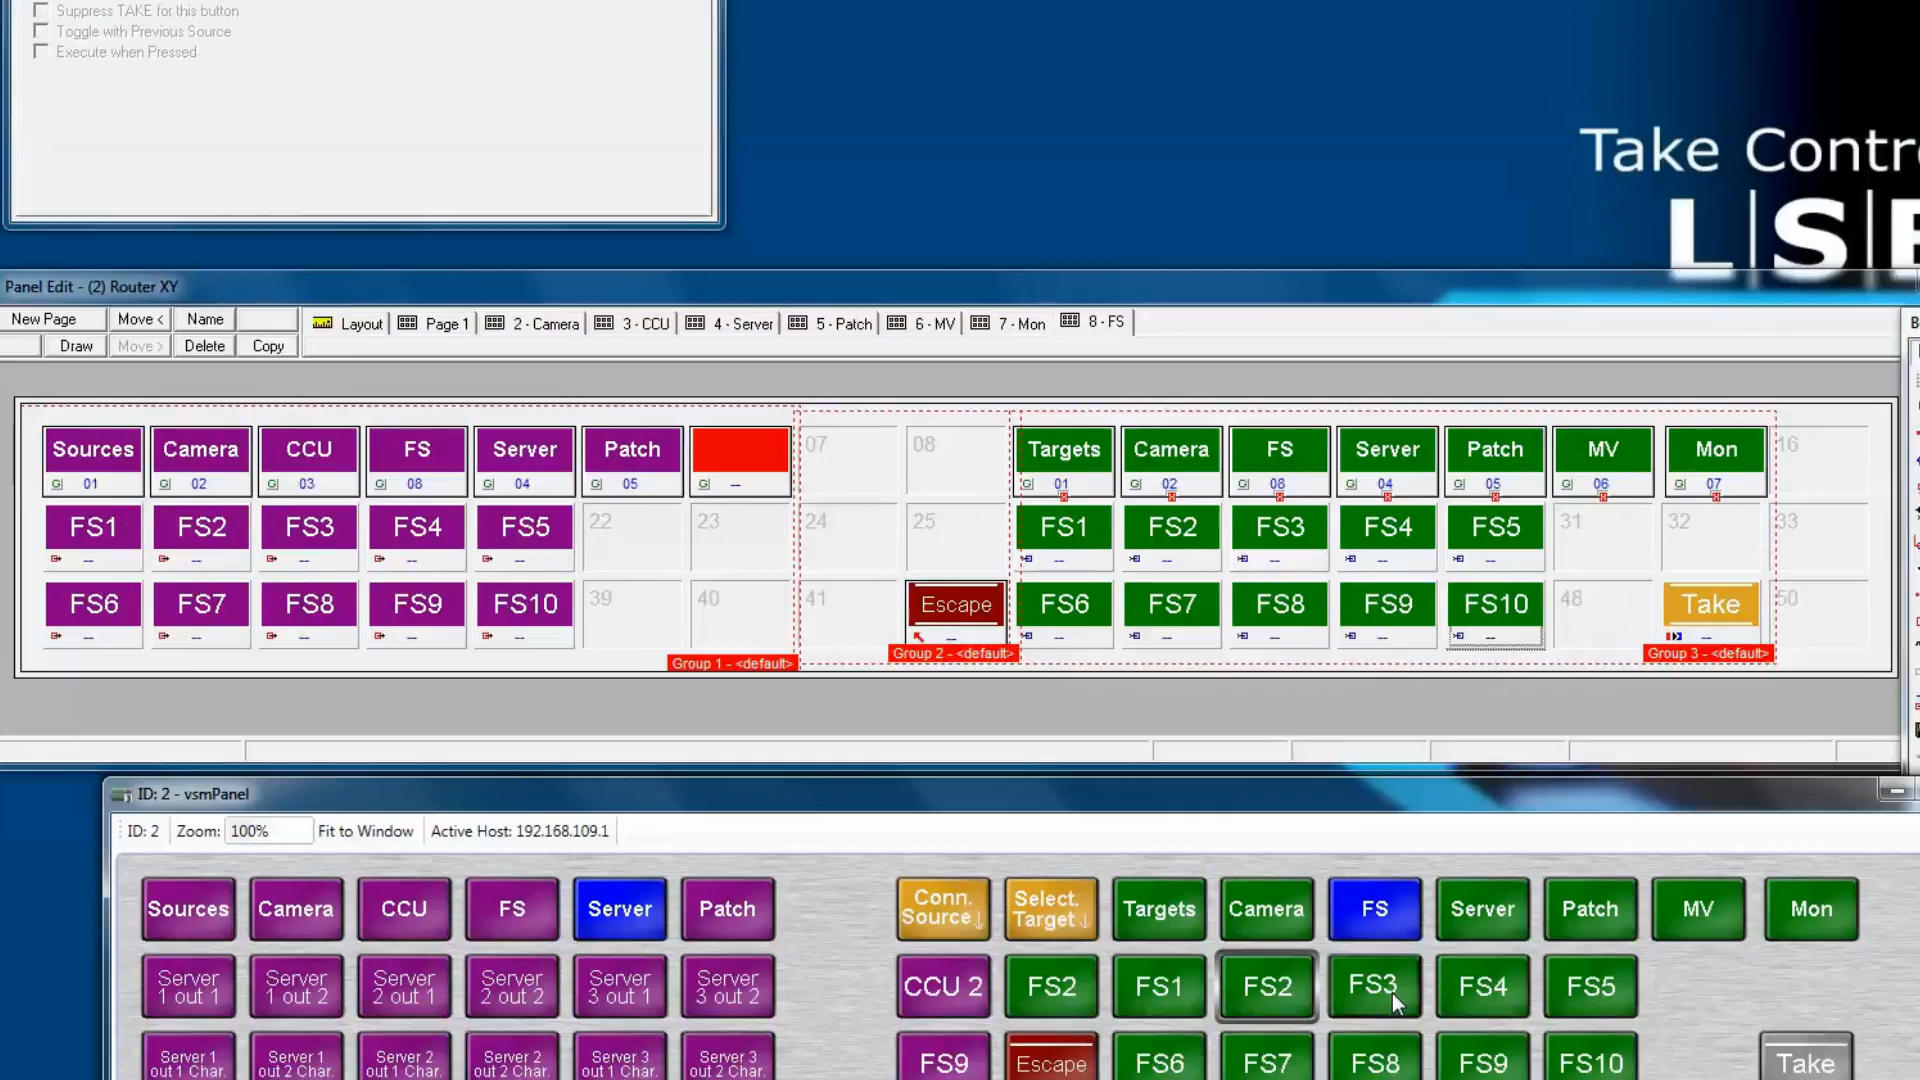 Suppress TAKE for this button
Toggle with Previous Source
Execute when Pressed
Take Contr
L|S|
Panel Edit - (2) Router XY
New Page Move < Name Layout Page 1 2 - Camera 3 - CCU 4 - Server 5 - Patch 6 - MV 7 - Mon 8 - FS
Draw Move > Delete Copy
Sources Camera CCU FS Server Patch 07 08 Targets Camera FS Server Patch MV Mon 16
01 02 03 08 04 05 -- 01 02 08 04 05 06 07
FS1 FS2 FS3 FS4 FS5 22 23 24 25 FS1 FS2 FS3 FS4 FS5 31 32 33
-- -- -- -- -- -- -- -- -- --
FS6 FS7 FS8 FS9 FS10 39 40 41 Escape FS6 FS7 FS8 FS9 FS10 48 Take 50
-- -- -- -- -- -- -- -- -- -- -- --
Group 1 - <default> Group 2 - <default> Group 3 - <default>
ID: 2 - vsmPanel
ID: 2 Zoom: 100% Fit to Window Active Host: 192.168.109.1
Sources Camera CCU FS Server Patch Conn. Source↓ Select. Target↓ Targets Camera FS Server Patch MV Mon
Server 1 out 1 Server 1 out 2 Server 2 out 1 Server 2 out 2 Server 3 out 1 Server 3 out 2 CCU 2 FS2 FS1 FS2 FS3 FS4 FS5
Server 1 out 1 Char. Server 1 out 2 Char. Server 2 out 1 Char. Server 2 out 2 Char. Server 3 out 1 Char. Server 3 out 2 Char. FS9 Escape FS6 FS7 FS8 FS9 FS10 Take